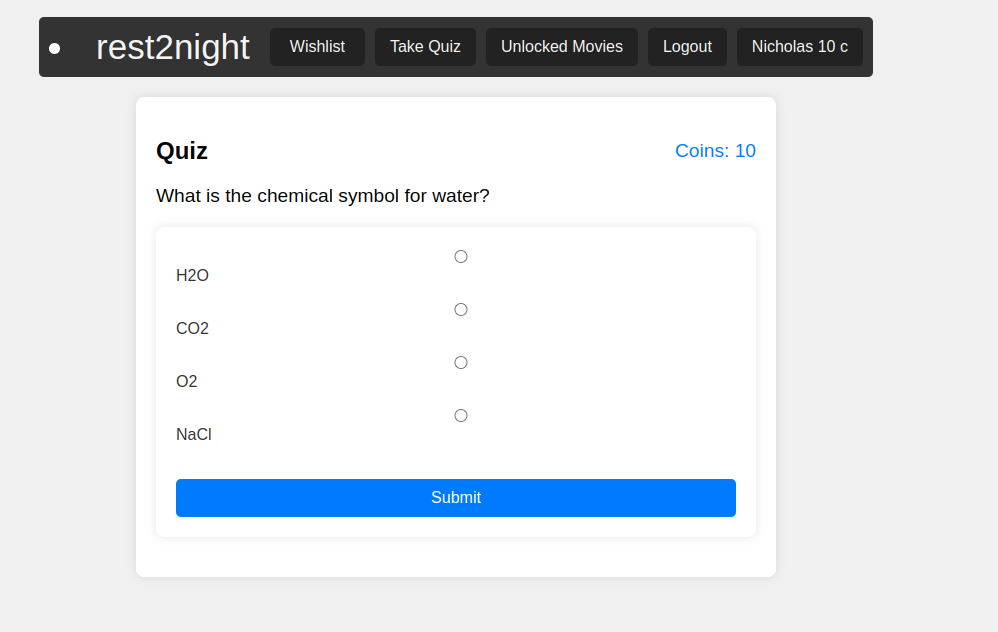 rest2night Wishlist Take Quiz Unlocked Movies Logout Nicholas 10 c
Quiz Coins: 10
What is the chemical symbol for water?
H2O
CO2
O2
NaCl
Submit